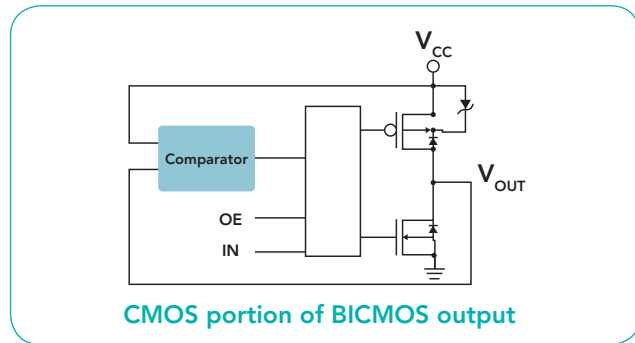 VCC
Comparator
VOUT
OE
IN
CMOS portion of BICMOS output